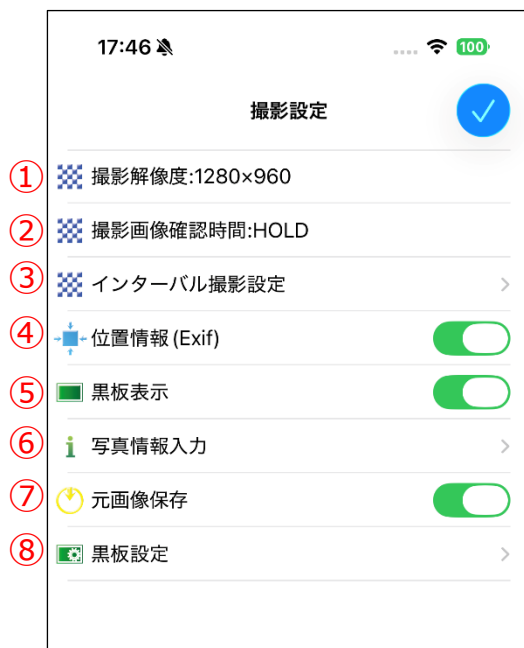 17:46
100
撮影設定
① 撮影解像度:1280×960
② 撮影画像確認時間:HOLD
③ インターバル撮影設定
④ 位置情報(Exif)
⑤ 黒板表示
⑥ 写真情報入力
⑦ 元画像保存
⑧ 黒板設定